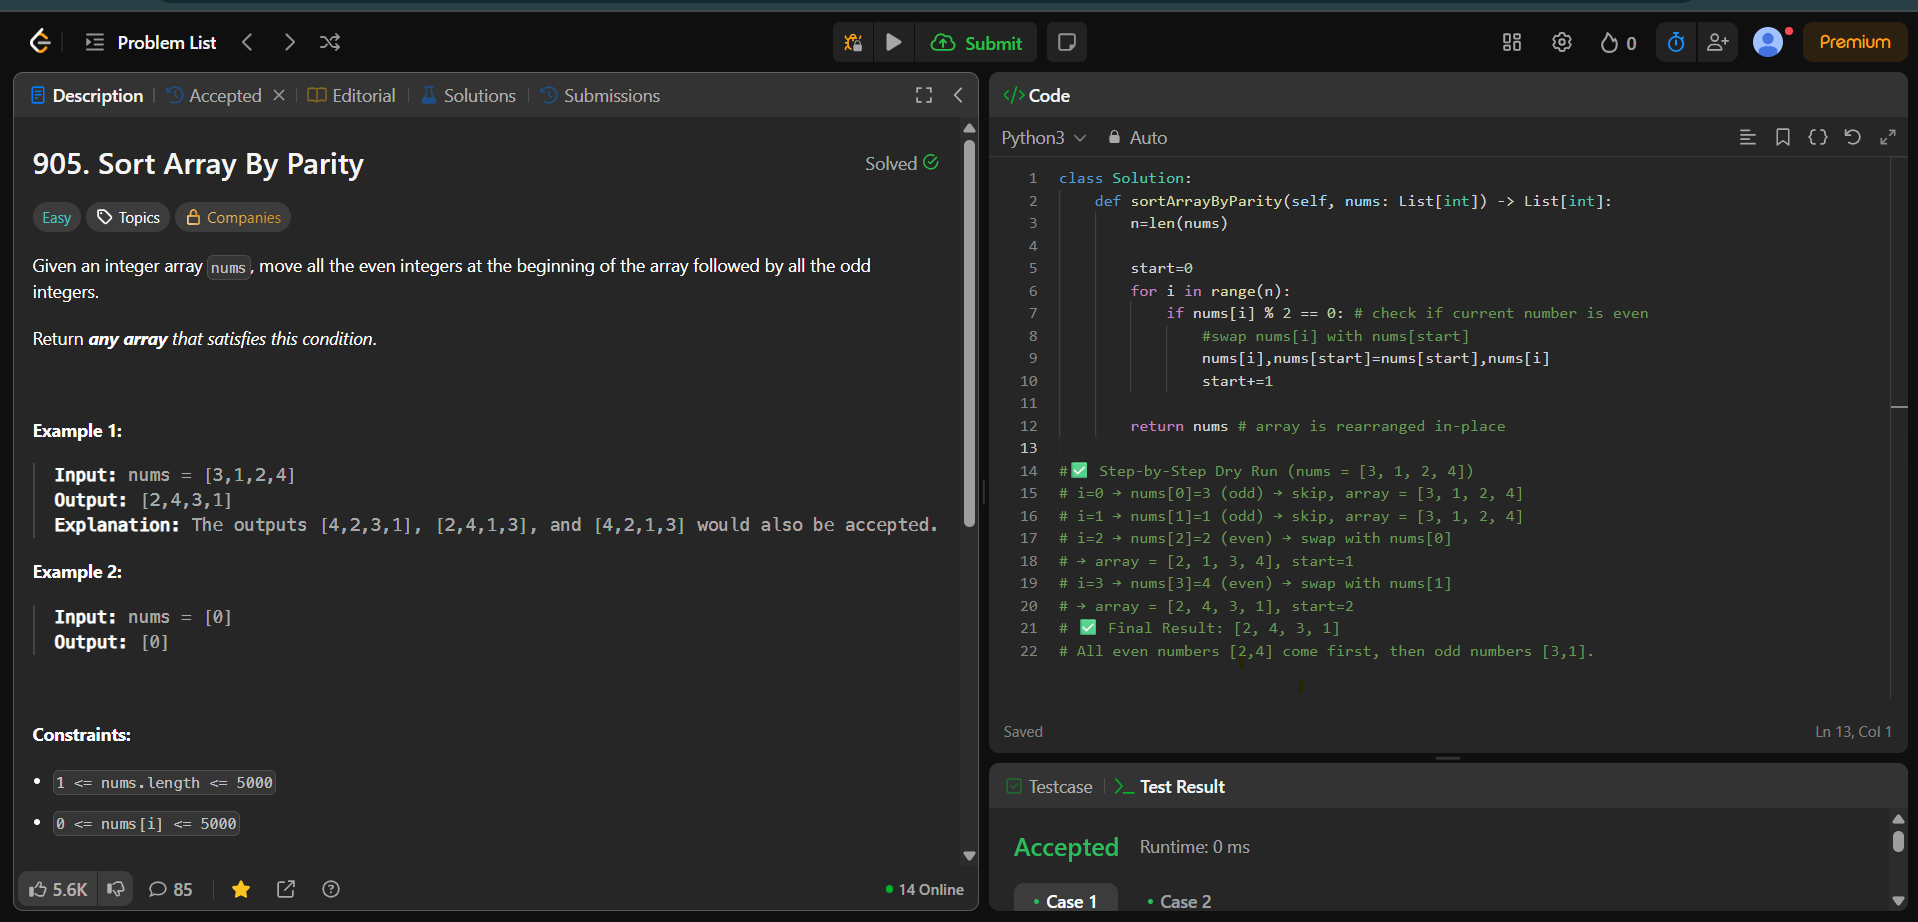 Problem List
Submit
0
Premium
Description
Accepted
Editorial
Solutions
Submissions
905. Sort Array By Parity
Solved
Easy
Topics
Companies
Given an integer array nums, move all the even integers at the beginning of the array followed by all the odd
integers.
Return any array that satisfies this condition.
Example 1:
Input: nums = [3,1,2,4]
Output: [2,4,3,1]
Explanation: The outputs [4,2,3,1], [2,4,1,3], and [4,2,1,3] would also be accepted.
Example 2:
Input: nums = [0]
Output: [0]
Constraints:
• 1 <= nums.length <= 5000
• 0 <= nums[i] <= 5000
5.6K
85
14 Online
</>Code
Python3
Auto
1 class Solution:
2     def sortArrayByParity(self, nums: List[int]) -> List[int]:
3         n=len(nums)
4
5         start=0
6         for i in range(n):
7             if nums[i] % 2 == 0: # check if current number is even
8                 #swap nums[i] with nums[start]
9                 nums[i],nums[start]=nums[start],nums[i]
10                start+=1
11
12        return nums # array is rearranged in-place
13
14 #✅ Step-by-Step Dry Run (nums = [3, 1, 2, 4])
15 # i=0 → nums[0]=3 (odd) → skip, array = [3, 1, 2, 4]
16 # i=1 → nums[1]=1 (odd) → skip, array = [3, 1, 2, 4]
17 # i=2 → nums[2]=2 (even) → swap with nums[0]
18 # → array = [2, 1, 3, 4], start=1
19 # i=3 → nums[3]=4 (even) → swap with nums[1]
20 # → array = [2, 4, 3, 1], start=2
21 # ✅ Final Result: [2, 4, 3, 1]
22 # All even numbers [2,4] come first, then odd numbers [3,1].
Saved
Ln 13, Col 1
Testcase
Test Result
Accepted
Runtime: 0 ms
• Case 1
• Case 2